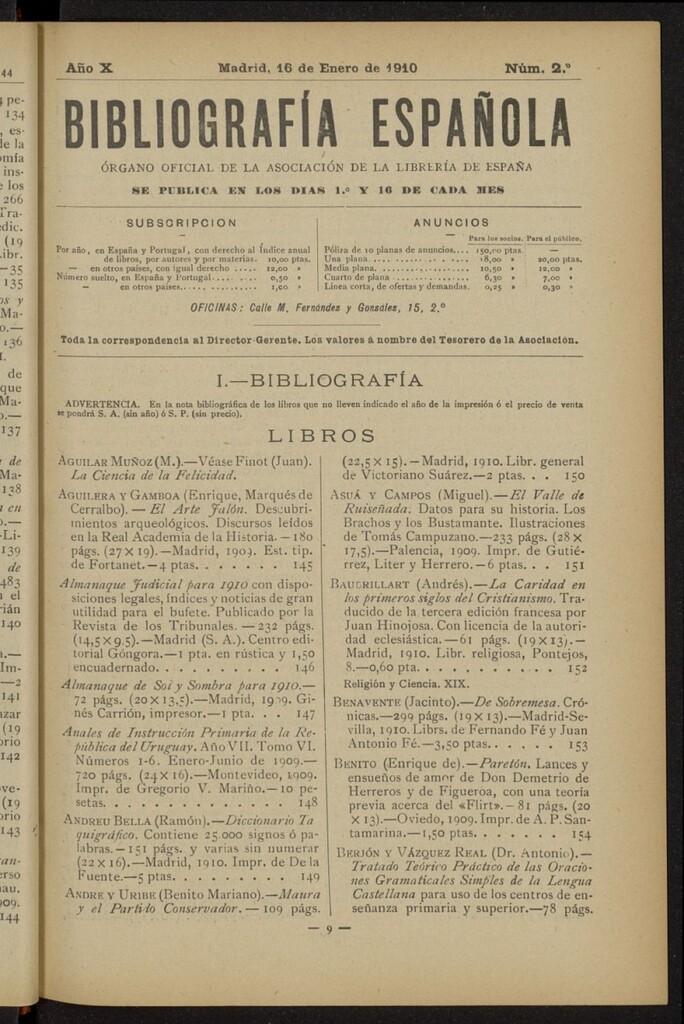 44
Año X
Madrid, 16 de Enero de 1910
Núm. 2.º
BIBLIOGRAFÍA ESPAÑOLA
ÓRGANO OFICIAL DE LA ASOCIACIÓN DE LA LIBRERÍA DE ESPAÑA
SE PUBLICA EN LOS DIAS 1.º Y 16 DE CADA MES
SUBSCRIPCION
Por año, en España y Portugal, con derecho al Índice anual
de libros, por autores y por materias. 10,00 ptas.
— en otros países, con igual derecho ..... 12,00 »
Número suelto, en España y Portugal........... 0,50 »
— en otros países................... 1,00 »
ANUNCIOS
Para los socios. Para el público.
Póliza de 10 planas de anuncios.... 150,00 ptas. —
Una plana........................ 18,00 » 20,00 ptas.
Media plana........................ 10,50 » 12,00 »
Cuarto de plana .................... 6,30 » 7,00 »
Linea corta, de ofertas y demandas. 0,25 » 0,30 »
OFICINAS: Calle M. Fernández y González, 15, 2.º
Toda la correspondencia al Director-Gerente. Los valores á nombre del Tesorero de la Asociación.
I.—BIBLIOGRAFÍA
ADVERTENCIA. En la nota bibliográfica de los libros que no lleven indicado el año de la impresión ó el precio de venta
se pondrá S. A. (sin año) ó S. P. (sin precio).
LIBROS
AGUILAR MUÑOZ (M.).—Véase Finot (Juan).
La Ciencia de la Felicidad.
AGUILERA Y GAMBOA (Enrique, Marqués de
Cerralbo).—El Arte Jalón. Descubri-
mientos arqueológicos. Discursos leídos
en la Real Academia de la Historia.—180
págs. (27 × 19).—Madrid, 1909. Est. tip.
de Fortanet.—4 ptas. . . . . . . . 145
Almanaque Judicial para 1910 con dispo-
siciones legales, índices y noticias de gran
utilidad para el bufete. Publicado por la
Revista de los Tribunales.—232 págs.
(14,5 × 9,5).—Madrid (S. A.). Centro edi-
torial Góngora.—1 pta. en rústica y 1,50
encuadernado. . . . . . . . . . 146
Almanaque de Sol y Sombra para 1910.—
72 págs. (20 × 13,5).—Madrid, 1909. Gi-
nés Carrión, impresor.—1 pta. . . 147
Anales de Instrucción Primaria de la Re-
pública del Uruguay. Año VII. Tomo VI.
Números 1-6. Enero-Junio de 1909.—
720 págs. (24 × 16).—Montevideo, 1909.
Impr. de Gregorio V. Mariño.—10 pe-
setas. . . . . . . . . . . . . 148
ANDREU BELLA (Ramón).—Diccionario Ta
quigráfico. Contiene 25.000 signos ó pa-
labras.—151 págs. y varias sin numerar
(22 × 16).—Madrid, 1910. Impr. de De la
Fuente.—5 ptas. . . . . . . . . 149
ANDRE Y URIBE (Benito Mariano).—Maura
y el Partido Conservador.—109 págs.
(22,5 × 15).—Madrid, 1910. Libr. general
de Victoriano Suárez.—2 ptas. . . 150
ASUÁ Y CAMPOS (Miguel).—El Valle de
Ruiseñada. Datos para su historia. Los
Brachos y los Bustamante. Ilustraciones
de Tomás Campuzano.—233 págs. (28 ×
17,5).—Palencia, 1909. Impr. de Gutié-
rrez, Liter y Herrero.—6 ptas. . . 151
BAUDRILLART (Andrés).—La Caridad en
los primeros siglos del Cristianismo. Tra-
ducido de la tercera edición francesa por
Juan Hinojosa. Con licencia de la autori-
dad eclesiástica.—61 págs. (19 × 13).—
Madrid, 1910. Libr. religiosa, Pontejos,
8.—0,60 pta. . . . . . . . . . . 152
Religión y Ciencia. XIX.
BENAVENTE (Jacinto).—De Sobremesa. Cró-
nicas.—299 págs. (19 × 13).—Madrid-Se-
villa, 1910. Librs. de Fernando Fé y Juan
Antonio Fé.—3,50 ptas. . . . . . 153
BENITO (Enrique de).—Paretón. Lances y
ensueños de amor de Don Demetrio de
Herreros y de Figueroa, con una teoría
previa acerca del «Flirt».—81 págs. (20
× 13).—Oviedo, 1909. Impr. de A. P. San-
tamarina.—1,50 ptas. . . . . . . 154
BERJÓN Y VÁZQUEZ REAL (Dr. Antonio).—
Tratado Teórico Práctico de las Oracio-
nes Gramaticales Simples de la Lengua
Castellana para uso de los centros de en-
señanza primaria y superior.—78 págs.
— 9 —